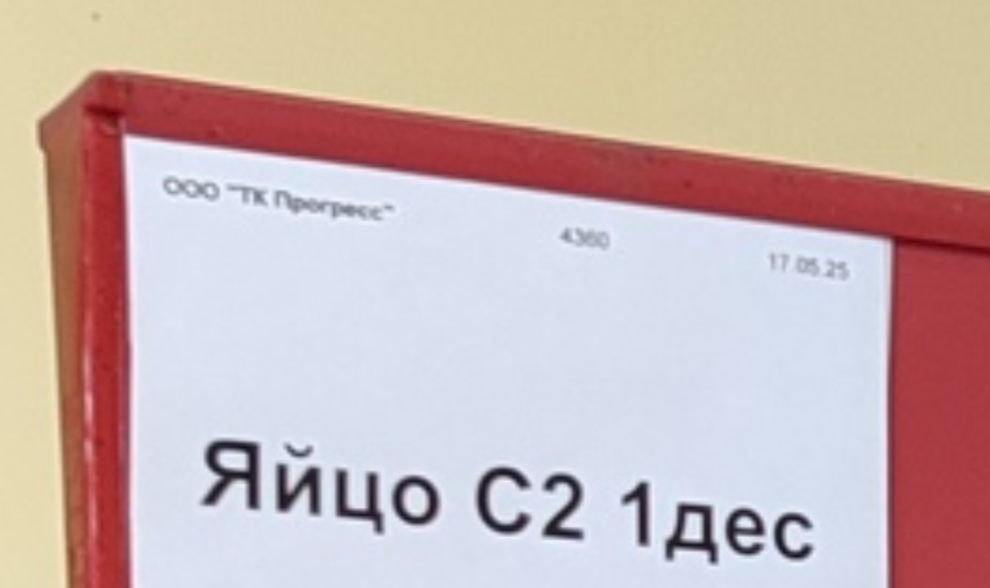 ООО "ТК Прогресс" 4360 17.05.25
Яйцо С2 1дес